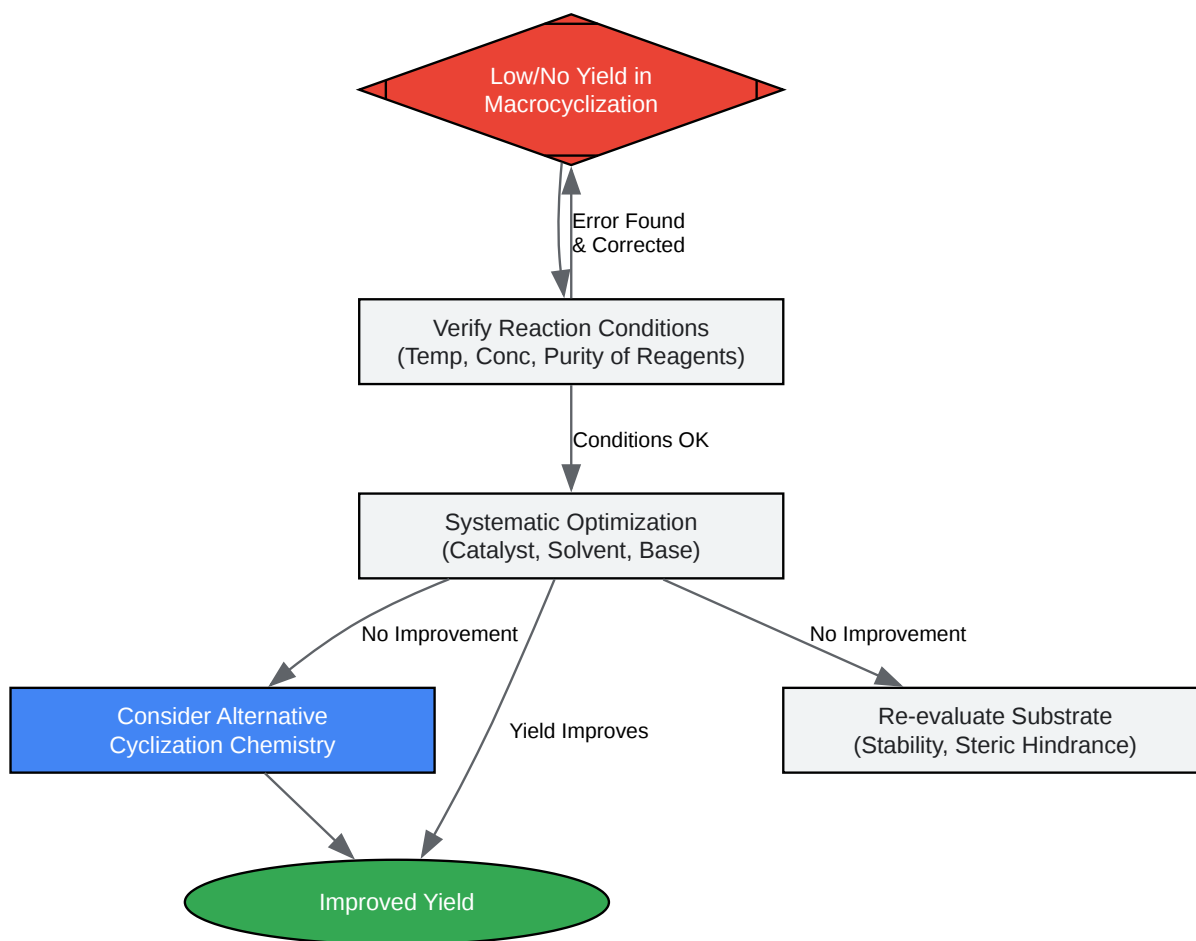 Low/No Yield in
Macrocyclization
Error Found
& Corrected
Verify Reaction Conditions
(Temp, Conc, Purity of Reagents)
Conditions OK
Systematic Optimization
(Catalyst, Solvent, Base)
No Improvement
No Improvement
Consider Alternative
Cyclization Chemistry
Yield Improves
Re-evaluate Substrate
(Stability, Steric Hindrance)
Improved Yield